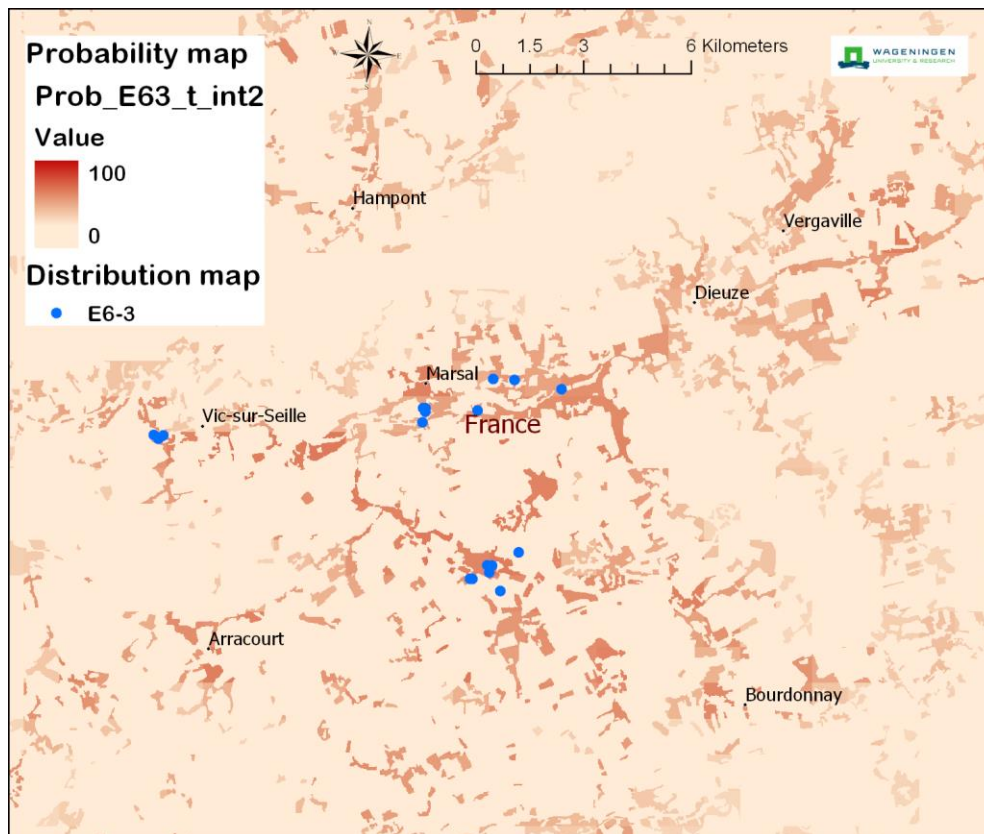 Probability map
Prob_E63_t_int2
Value
100
0
Distribution map
E6-3
N
E
S
0 1.5 3 6 Kilometers
WAGENINGEN
UNIVERSITY & RESEARCH
Hampont
Vergaville
Dieuze
Marsal
Vic-sur-Seille
France
Arracourt
Bourdonnay